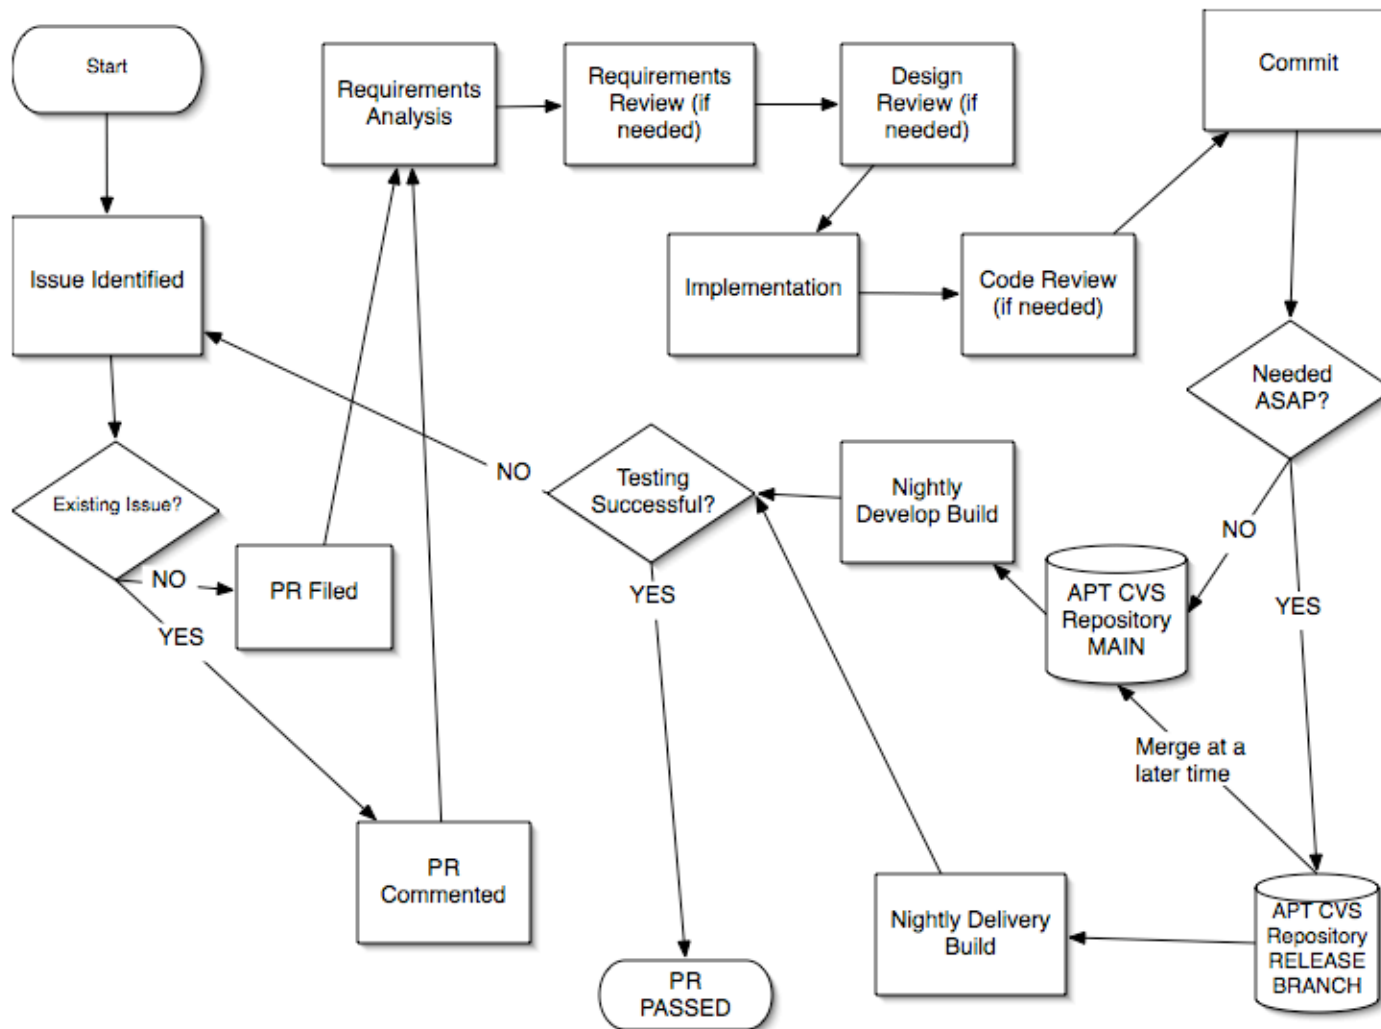 Start
Requirements
Analysis
Requirements
Review (if
needed)
Design
Review (if
needed)
Commit
Issue Identified
Implementation
Code Review
(if needed)
Needed
ASAP?
Existing Issue?
NO
PR Filed
YES
NO
Testing
Successful?
YES
Nightly
Develop Build
NO
YES
APT CVS
Repository
MAIN
Merge at a
later time
PR
Commented
Nightly Delivery
Build
APT CVS
Repository
RELEASE
BRANCH
PR
PASSED